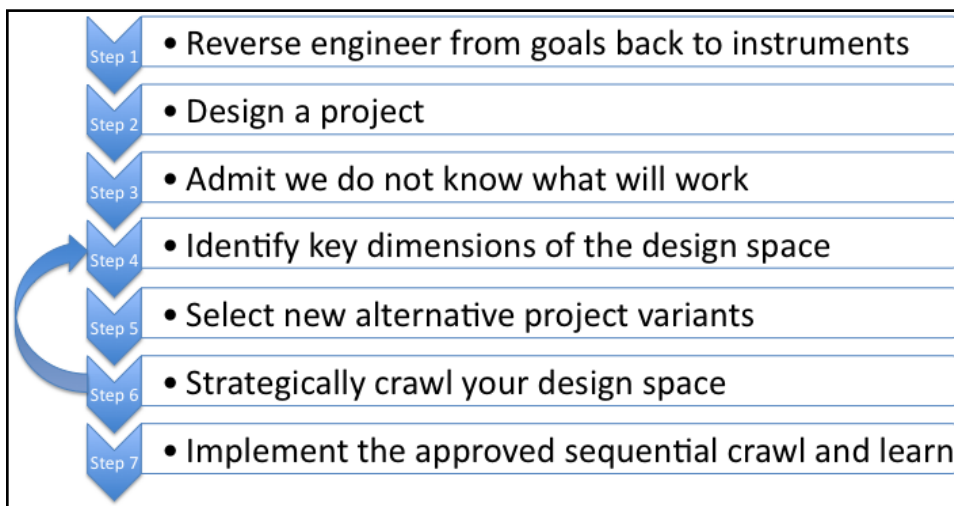 Step 1 • Reverse engineer from goals back to instruments
Step 2 • Design a project
Step 3 • Admit we do not know what will work
Step 4 • Identify key dimensions of the design space
Step 5 • Select new alternative project variants
Step 6 • Strategically crawl your design space
Step 7 • Implement the approved sequential crawl and learn